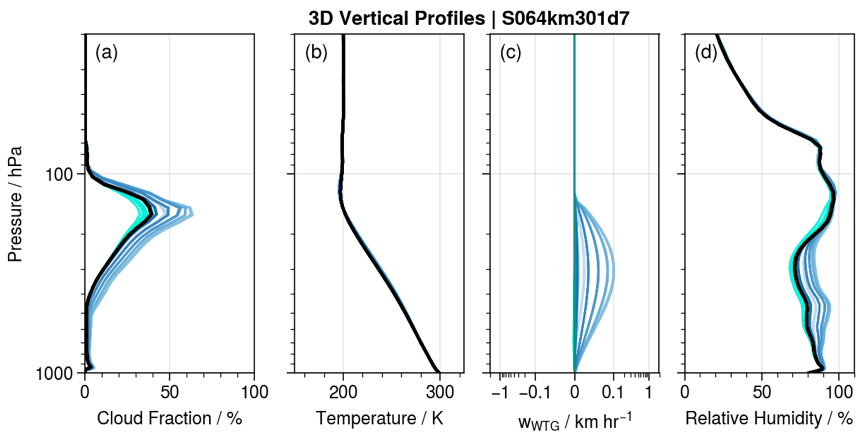 3D Vertical Profiles | S064km301d7
(a)
(b)
(c)
(d)
Pressure / hPa
100
1000
0 50 100
200 300
−1 −0.1 0 0.1 1
0 50 100
Cloud Fraction / %
Temperature / K
w_WTG / km hr⁻¹
Relative Humidity / %